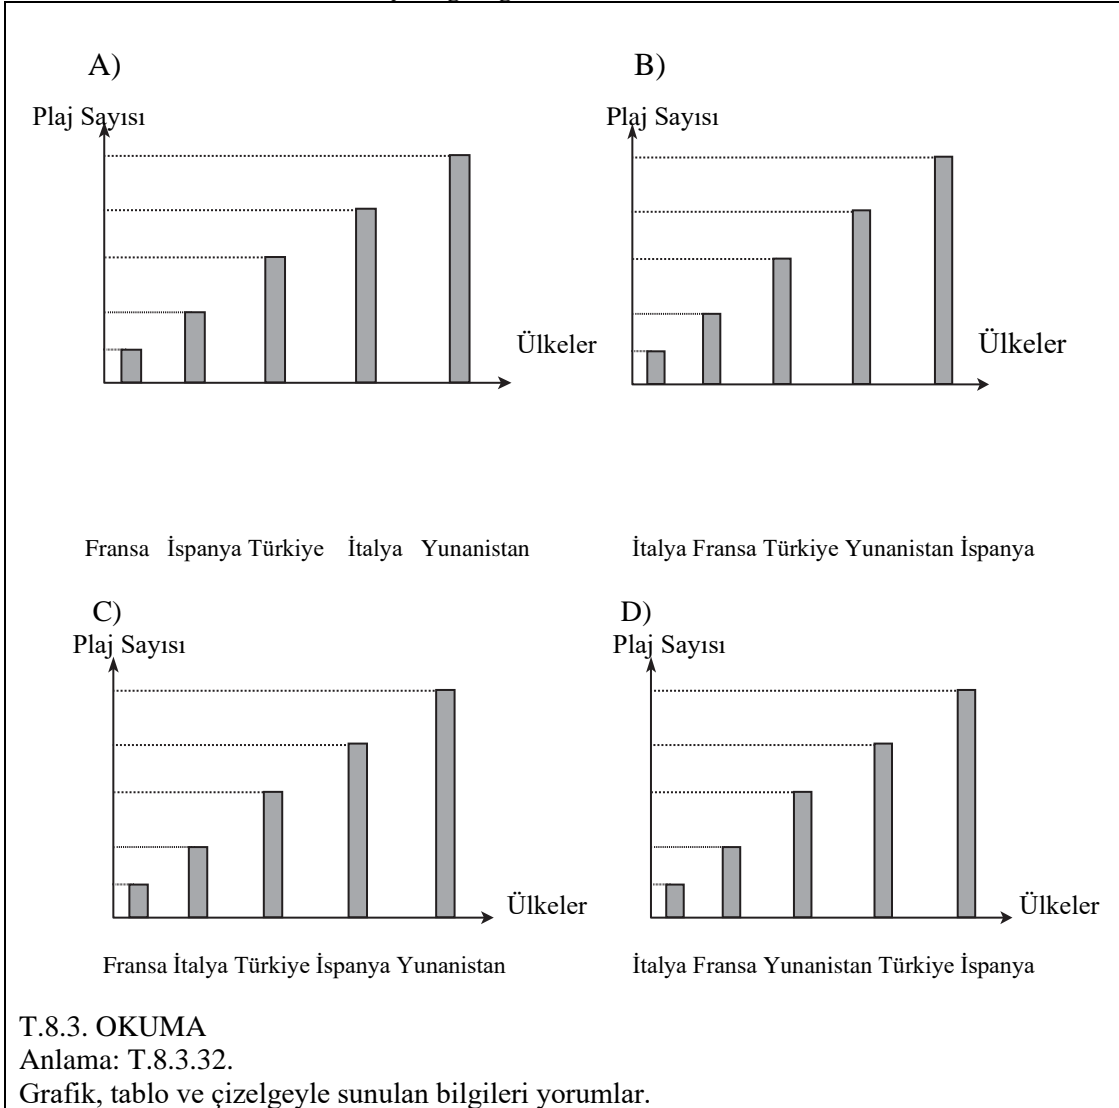 A)
Plaj Sayısı
Ülkeler
Fransa İspanya Türkiye İtalya Yunanistan
B)
Plaj Sayısı
Ülkeler
İtalya Fransa Türkiye Yunanistan İspanya
C)
Plaj Sayısı
Ülkeler
Fransa İtalya Türkiye İspanya Yunanistan
D)
Plaj Sayısı
Ülkeler
İtalya Fransa Yunanistan Türkiye İspanya
T.8.3. OKUMA
Anlama: T.8.3.32.
Grafik, tablo ve çizelgeyle sunulan bilgileri yorumlar.